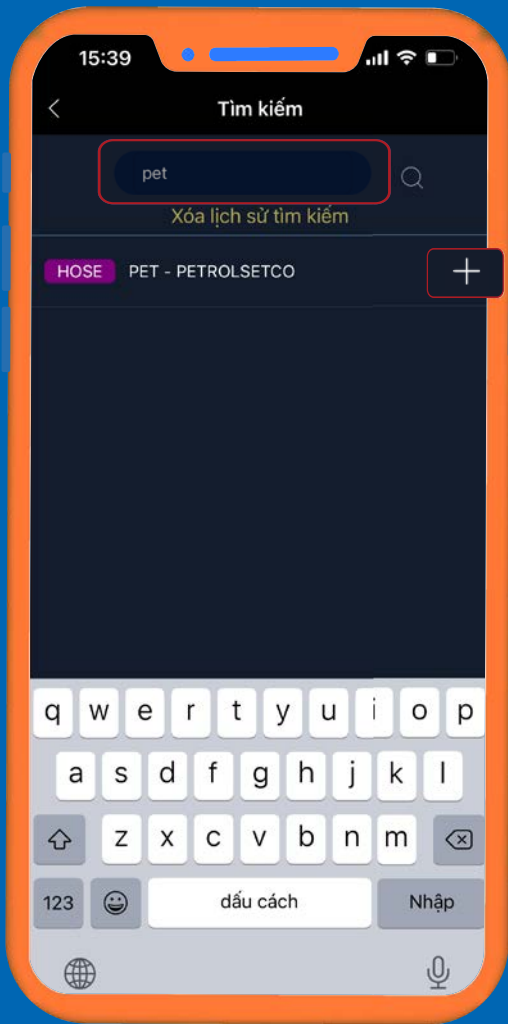 15:39
Tìm kiếm
pet
Xóa lịch sử tìm kiếm
HOSE PET - PETROLSETCO
q w e r t y u i o p
a s d f g h j k l
z x c v b n m
123 dấu cách Nhập